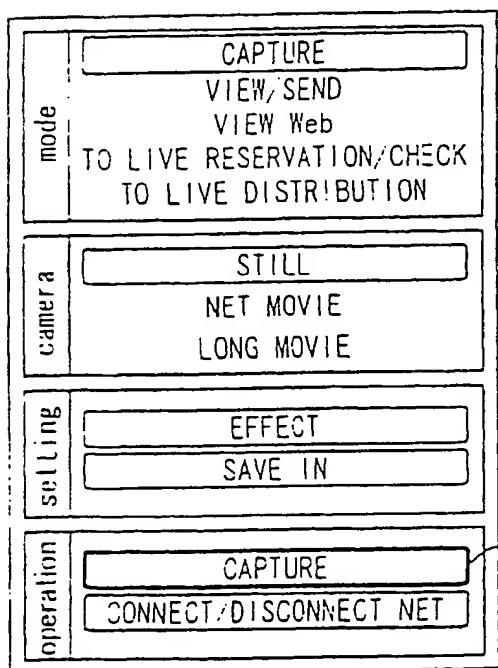 mode
CAPTURE
VIEW/SEND
VIEW Web
TO LIVE RESERVATION/CHECK
TO LIVE DISTRIBUTION
camera
STILL
NET MOVIE
LONG MOVIE
setting
EFFECT
SAVE IN
operation
CAPTURE
CONNECT/DISCONNECT NET